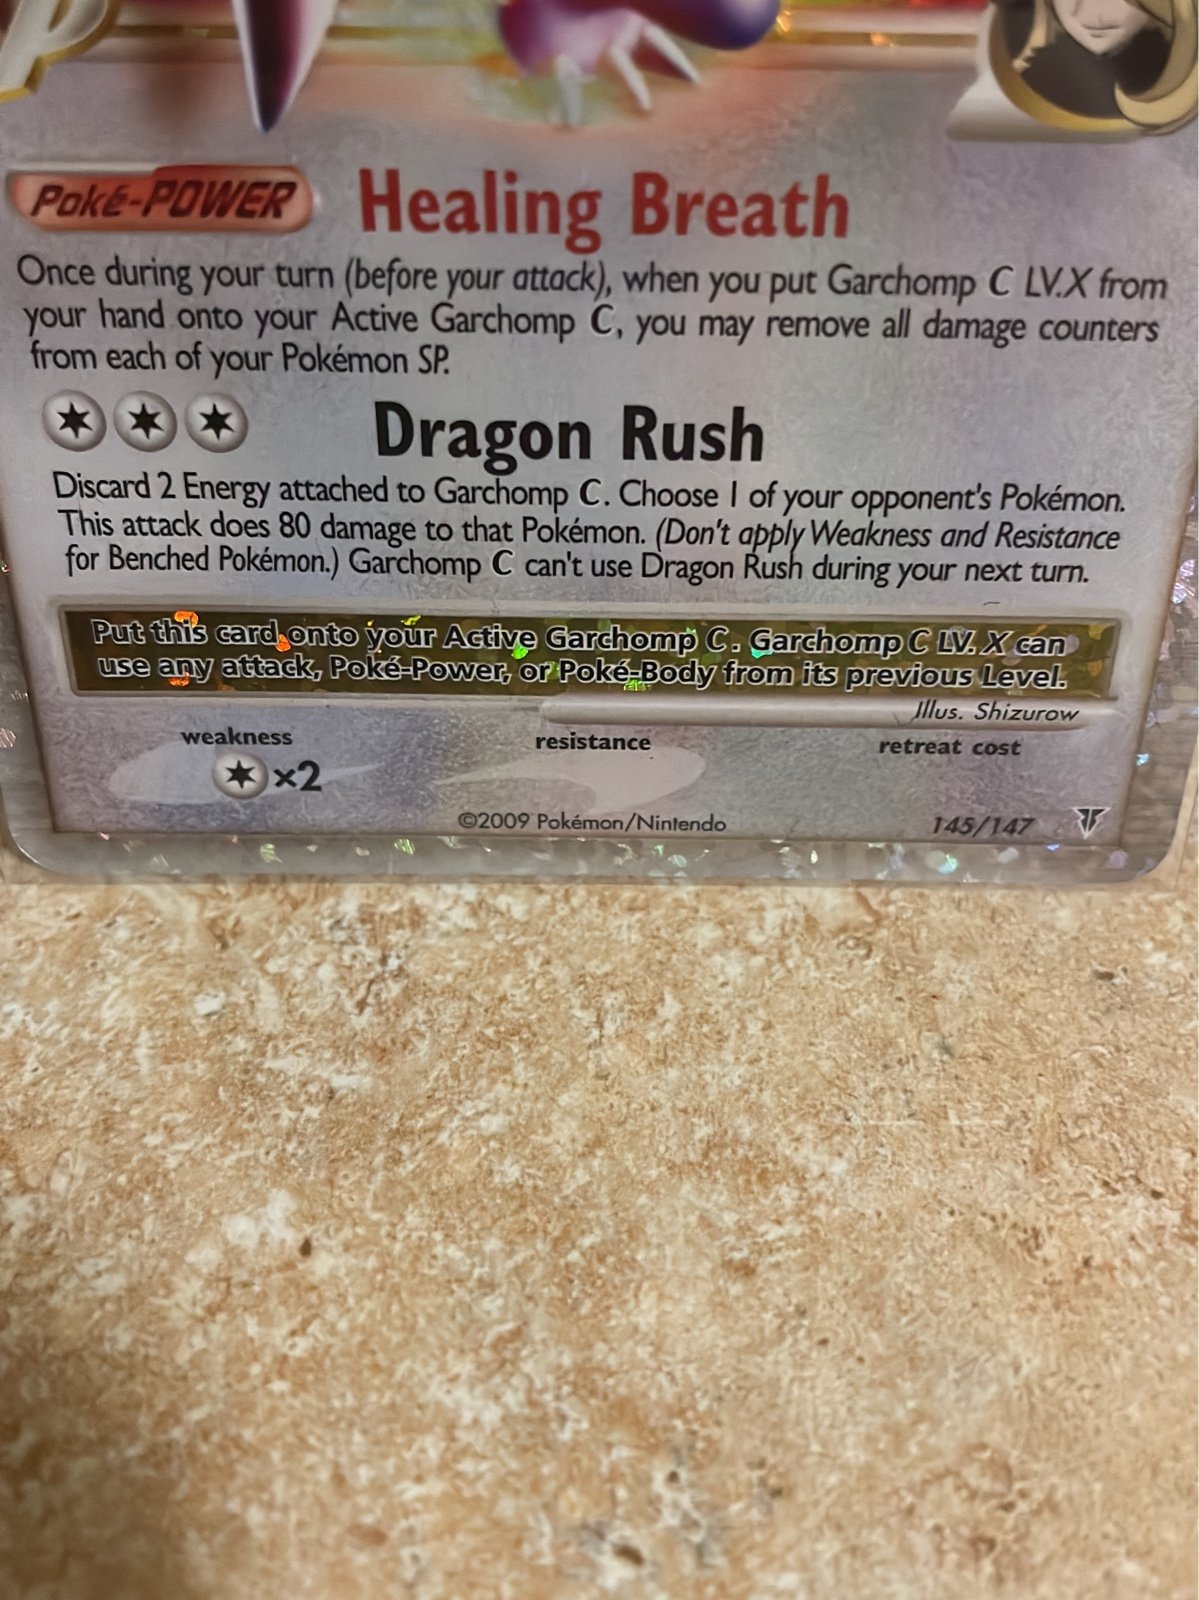 Poké-POWER Healing Breath
Once during your turn (before your attack), when you put Garchomp C LV.X from
your hand onto your Active Garchomp C, you may remove all damage counters
from each of your Pokémon SP.
Dragon Rush
Discard 2 Energy attached to Garchomp C. Choose 1 of your opponent's Pokémon.
This attack does 80 damage to that Pokémon. (Don't apply Weakness and Resistance
for Benched Pokémon.) Garchomp C can't use Dragon Rush during your next turn.
Put this card onto your Active Garchomp C. Garchomp C LV. X can
use any attack, Poké-Power, or Poké-Body from its previous Level.
Illus. Shizurow
weakness resistance retreat cost
×2
©2009 Pokémon/Nintendo 145/147